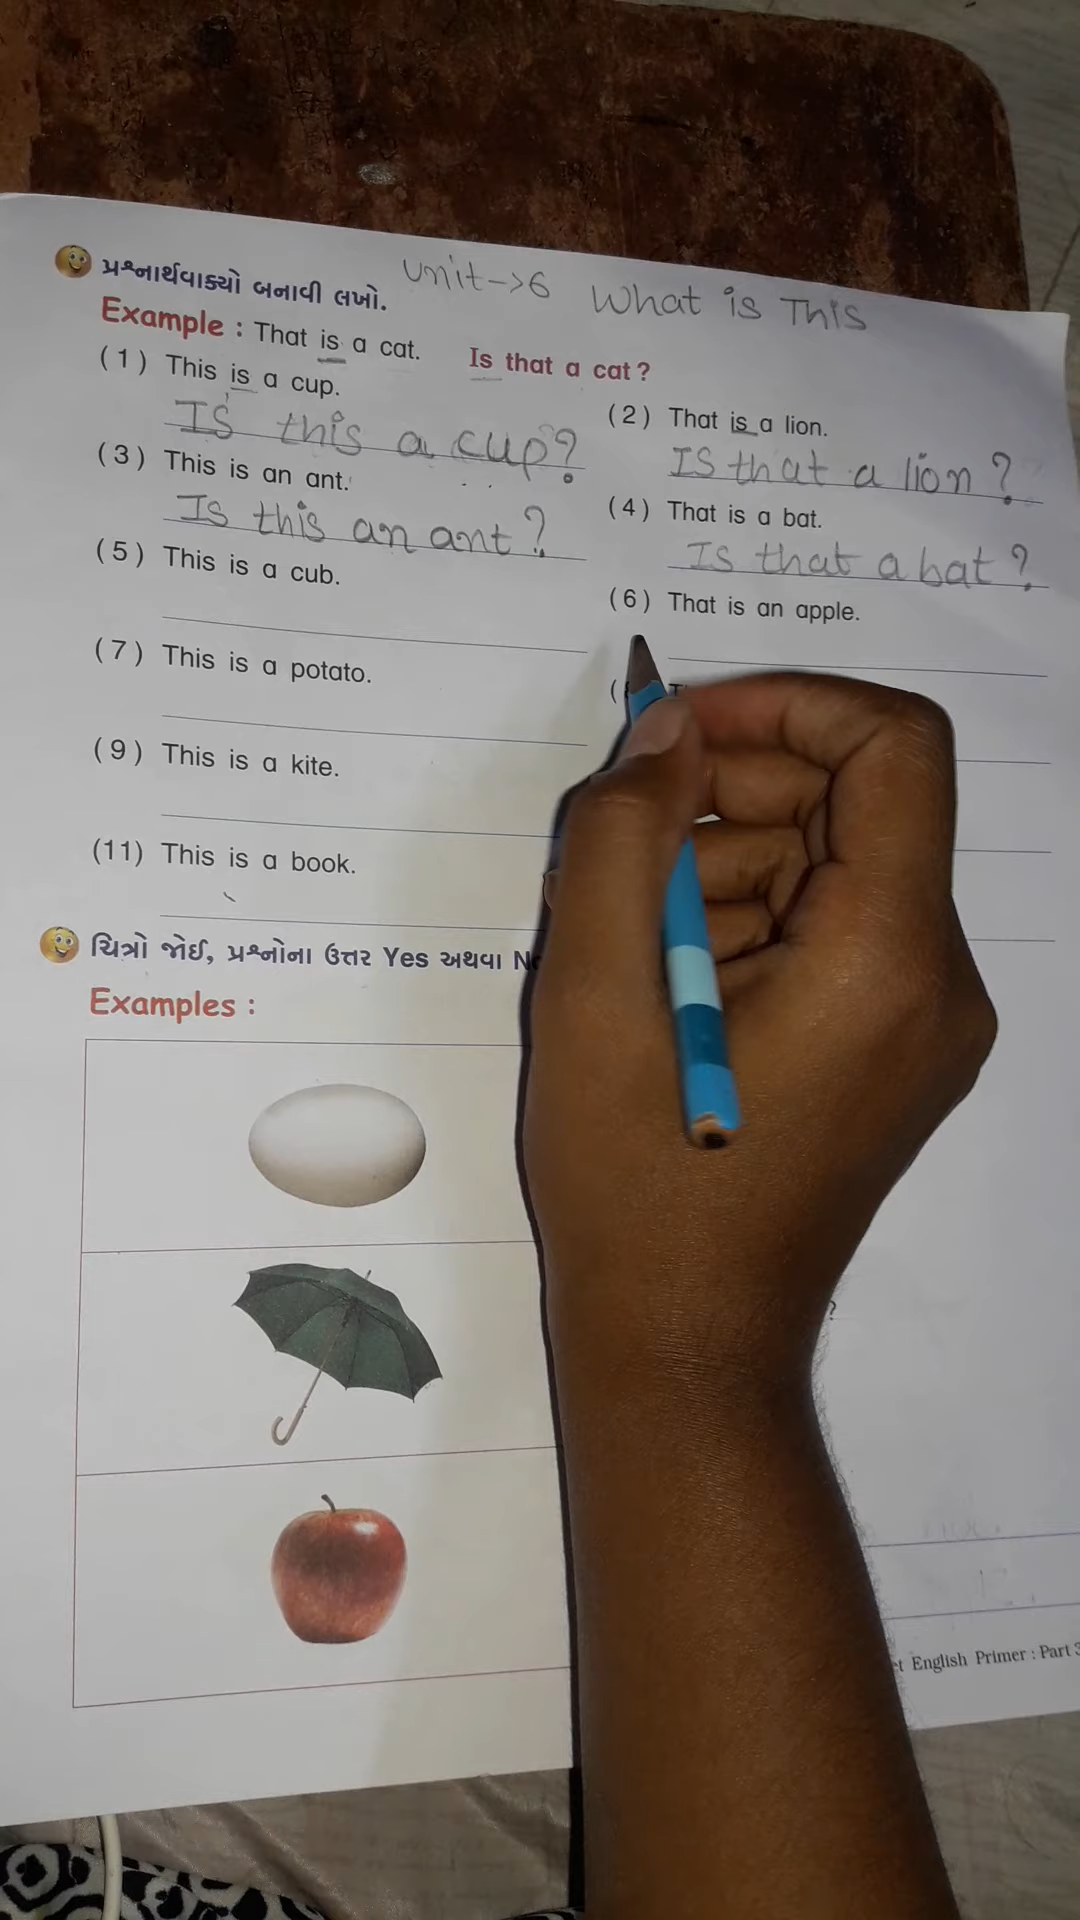 પ્રશ્નાર્થવાક્યો બનાવી લખો.
Unit->6 What is This
Example : That is a cat. Is that a cat?
(1) This is a cup.
Is this a cup?
(2) That is a lion.
Is that a lion?
(3) This is an ant.
Is this an ant?
(4) That is a bat.
Is that a bat?
(5) This is a cub.
(6) That is an apple.
(7) This is a potato.
(9) This is a kite.
(11) This is a book.
ચિત્રો જોઈ, પ્રશ્નોના ઉત્તર Yes અથવા
Examples :
?
English Primer : Part 3